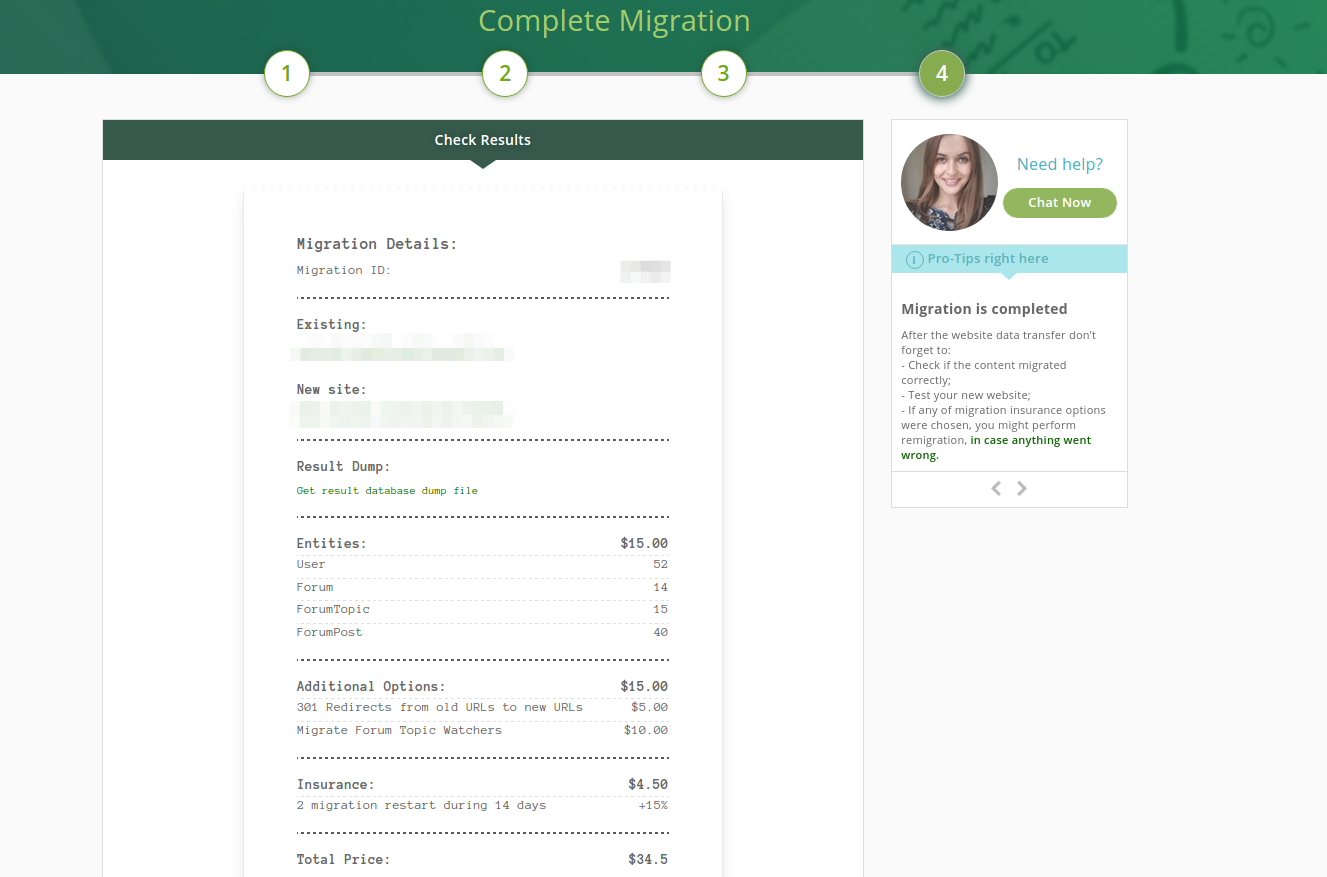 Complete Migration
1 2 3 4
Check Results
Migration Details:
Migration ID:
Existing:
New site:
Result Dump:
Get result database dump file
Entities: $15.00
User 52
Forum 14
ForumTopic 15
ForumPost 40
Additional Options: $15.00
301 Redirects from old URLs to new URLs $5.00
Migrate Forum Topic Watchers $10.00
Insurance: $4.50
2 migration restart during 14 days +15%
Total Price: $34.5
Need help?
Chat Now
i Pro-Tips right here
Migration is completed
After the website data transfer don't
forget to:
- Check if the content migrated
correctly;
- Test your new website;
- If any of migration insurance options
were chosen, you might perform
remigration, in case anything went
wrong.